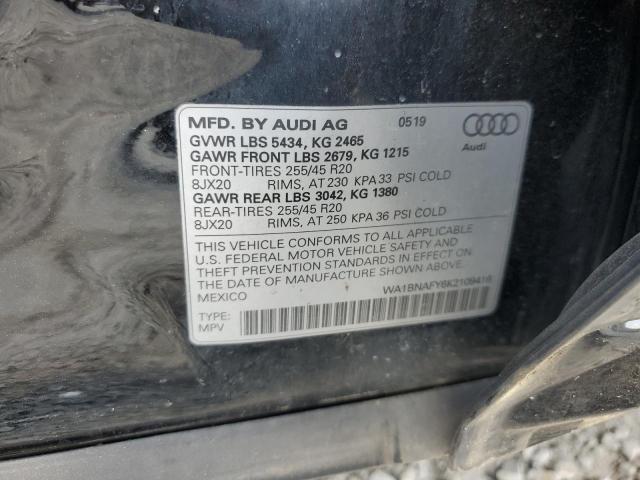 MFD. BY AUDI AG 0519
GVWR LBS 5434, KG 2465
GAWR FRONT LBS 2679, KG 1215
FRONT-TIRES 255/45 R20
8JX20 RIMS, AT 230 KPA 33 PSI COLD
GAWR REAR LBS 3042, KG 1380
REAR-TIRES 255/45 R20
8JX20 RIMS, AT 250 KPA 36 PSI COLD
Audi
THIS VEHICLE CONFORMS TO ALL APPLICABLE
U.S. FEDERAL MOTOR VEHICLE SAFETY AND
THEFT PREVENTION STANDARDS IN EFFECT ON
THE DATE OF MANUFACTURE SHOWN ABOVE.
MEXICO
WA1BNAFY6K2109416
TYPE:
MPV